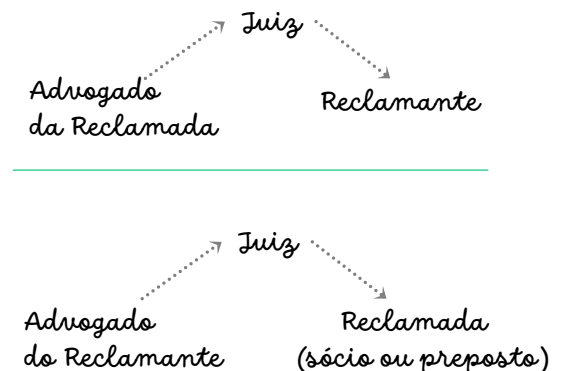 Juiz
Advogado
da Reclamada
Reclamante
Juiz
Advogado
do Reclamante
Reclamada
(sócio ou preposto)